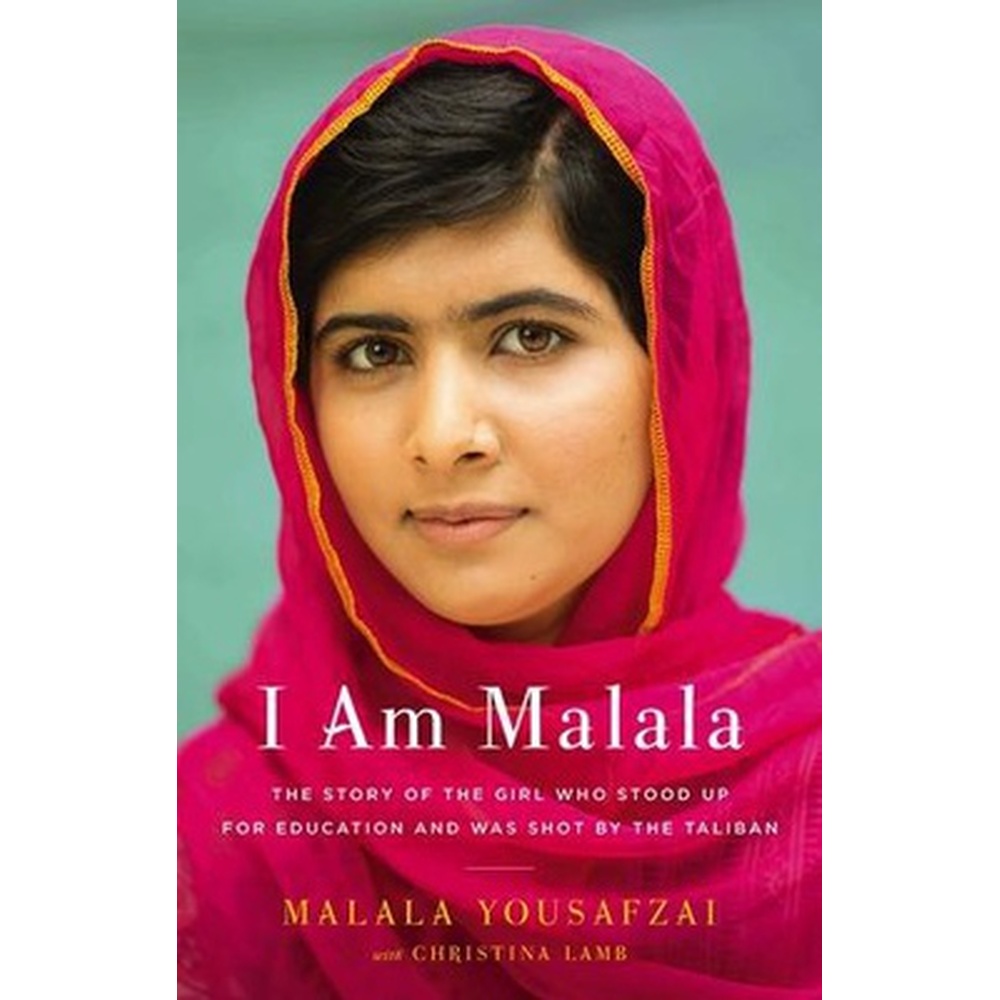 I Am Malala
THE STORY OF THE GIRL WHO STOOD UP
FOR EDUCATION AND WAS SHOT BY THE TALIBAN
MALALA YOUSAFZAI
with CHRISTINA LAMB